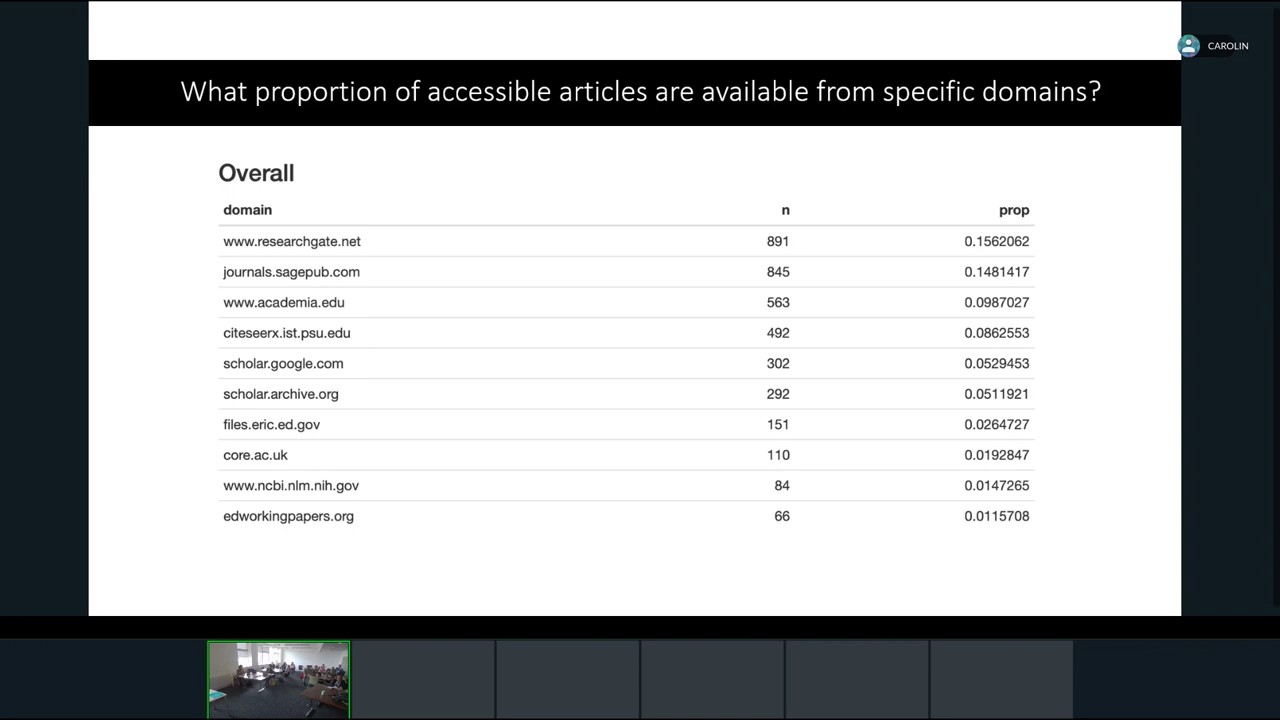 CAROLIN
What proportion of accessible articles are available from specific domains?
Overall
domain n prop
www.researchgate.net 891 0.1562062
journals.sagepub.com 845 0.1481417
www.academia.edu 563 0.0987027
citeseerx.ist.psu.edu 492 0.0862553
scholar.google.com 302 0.0529453
scholar.archive.org 292 0.0511921
files.eric.ed.gov 151 0.0264727
core.ac.uk 110 0.0192847
www.ncbi.nlm.nih.gov 84 0.0147265
edworkingpapers.org 66 0.0115708